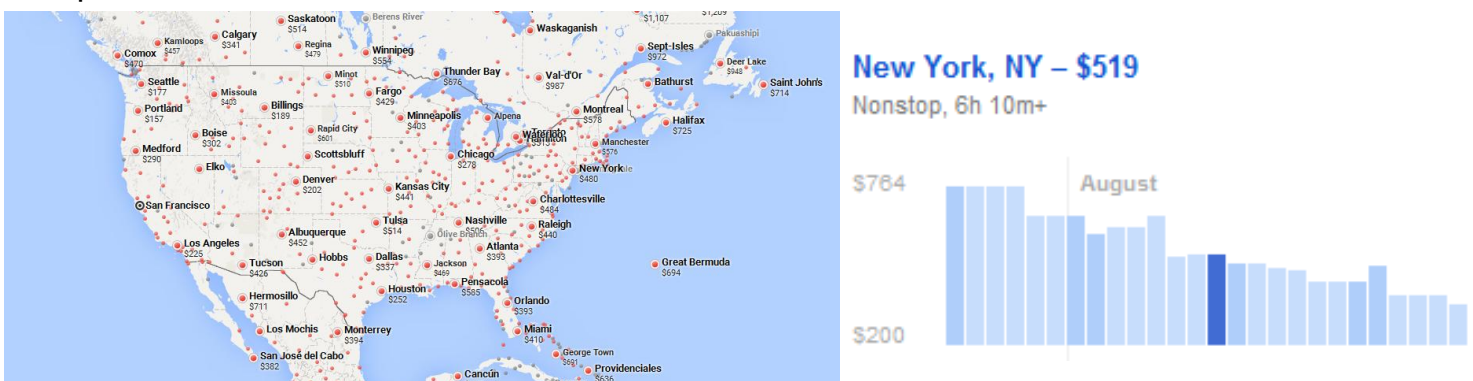 Saskatoon
$514
Berens River
$1,107
$1,209
Waskaganish
Pakuashipi
Kamloops
$457
Calgary
$341
Regina
$479
Winnipeg
$554
Sept-Isles
$972
Comox
$470
Deer Lake
$948
Seattle
$177
Minot
$510
Thunder Bay
$676
Val-d'Or
$987
Bathurst
Saint John's
$714
Missoula
$403
Fargo
$429
Portland
$157
Billings
$189
Minneapolis
$403
Alpena
Montreal
$578
Halifax
$725
Boise
$302
Rapid City
$601
Waterloo
Toronto
Hamilton
$513
Manchester
$576
Medford
$290
Scottsbluff
Chicago
$278
Elko
New York
$480
Denver
$202
Kansas City
$441
Charlottesville
$484
San Francisco
Tulsa
$514
Nashville
$506
Raleigh
$440
Albuquerque
$452
Olive Branch
Los Angeles
$225
Atlanta
$393
Tucson
$426
Hobbs
Dallas
$337
Jackson
$469
Great Bermuda
$694
Houston
$252
Pensacola
$585
Hermosillo
$711
Orlando
$393
Los Mochis
Monterrey
$394
Miami
$410
San José del Cabo
$382
George Town
$691
Cancún
Providenciales
$636
New York, NY – $519
Nonstop, 6h 10m+
$764
August
$200